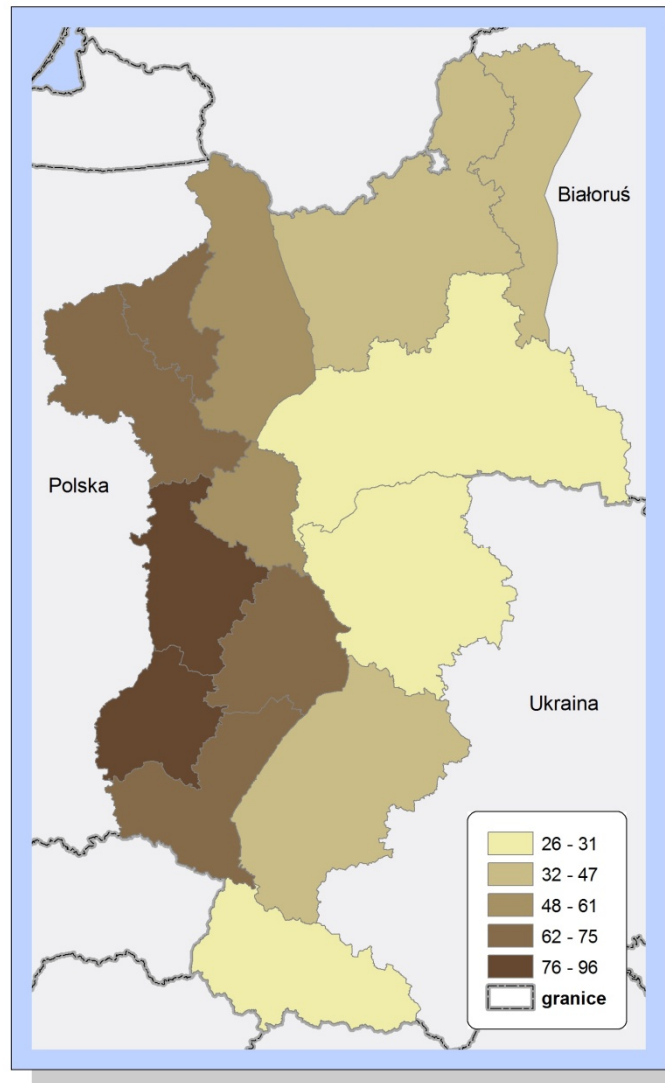 Białoruś
Polska
Ukraina
26 - 31
32 - 47
48 - 61
62 - 75
76 - 96
granice